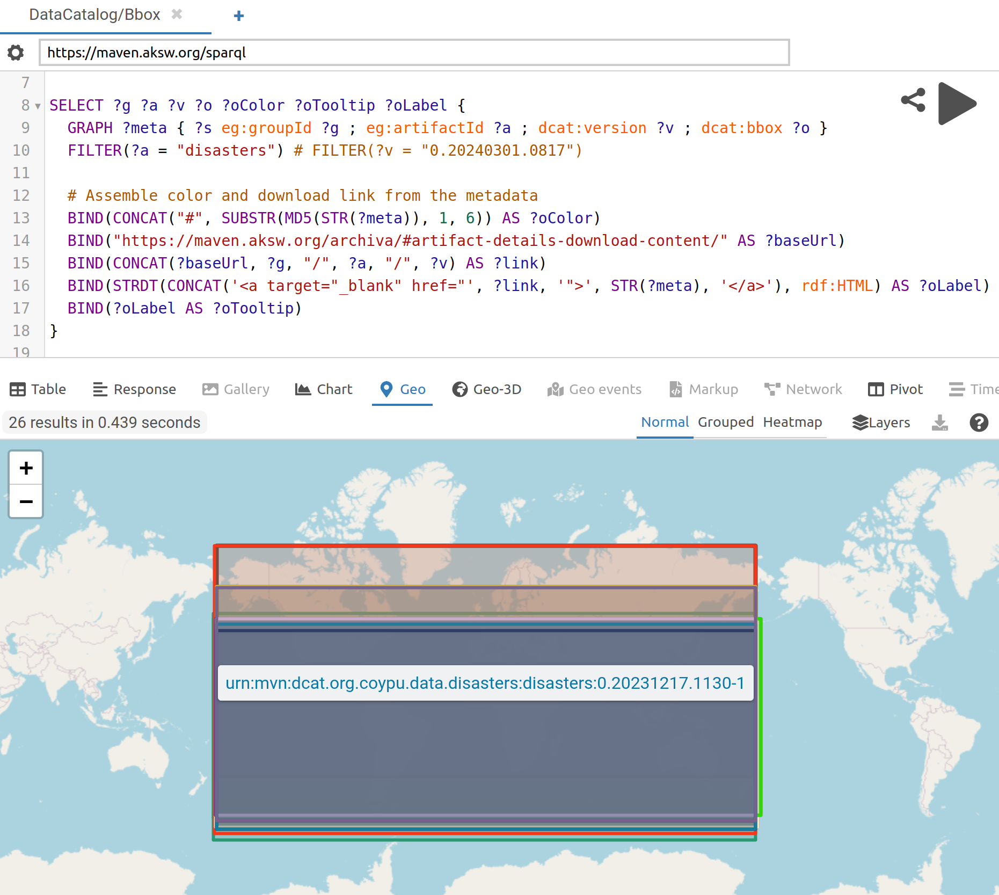 DataCatalog/Bbox ✖ +
https://maven.aksw.org/sparql
7
8 SELECT ?g ?a ?v ?o ?oColor ?oTooltip ?oLabel {
9   GRAPH ?meta { ?s eg:groupId ?g ; eg:artifactId ?a ; dcat:version ?v ; dcat:bbox ?o }
10   FILTER(?a = "disasters") # FILTER(?v = "0.20240301.0817")
11
12   # Assemble color and download link from the metadata
13   BIND(CONCAT("#", SUBSTR(MD5(STR(?meta)), 1, 6)) AS ?oColor)
14   BIND("https://maven.aksw.org/archiva/#artifact-details-download-content/" AS ?baseUrl)
15   BIND(CONCAT(?baseUrl, ?g, "/", ?a, "/", ?v) AS ?link)
16   BIND(STRDT(CONCAT('<a target="_blank" href="', ?link, '">', STR(?meta), '</a>'), rdf:HTML) AS ?oLabel)
17   BIND(?oLabel AS ?oTooltip)
18 }
19
Table Response Gallery Chart Geo Geo-3D Geo events Markup Network Pivot Time
26 results in 0.439 seconds Normal Grouped Heatmap Layers ?
+
−
urn:mvn:dcat.org.coypu.data.disasters:disasters:0.20231217.1130-1